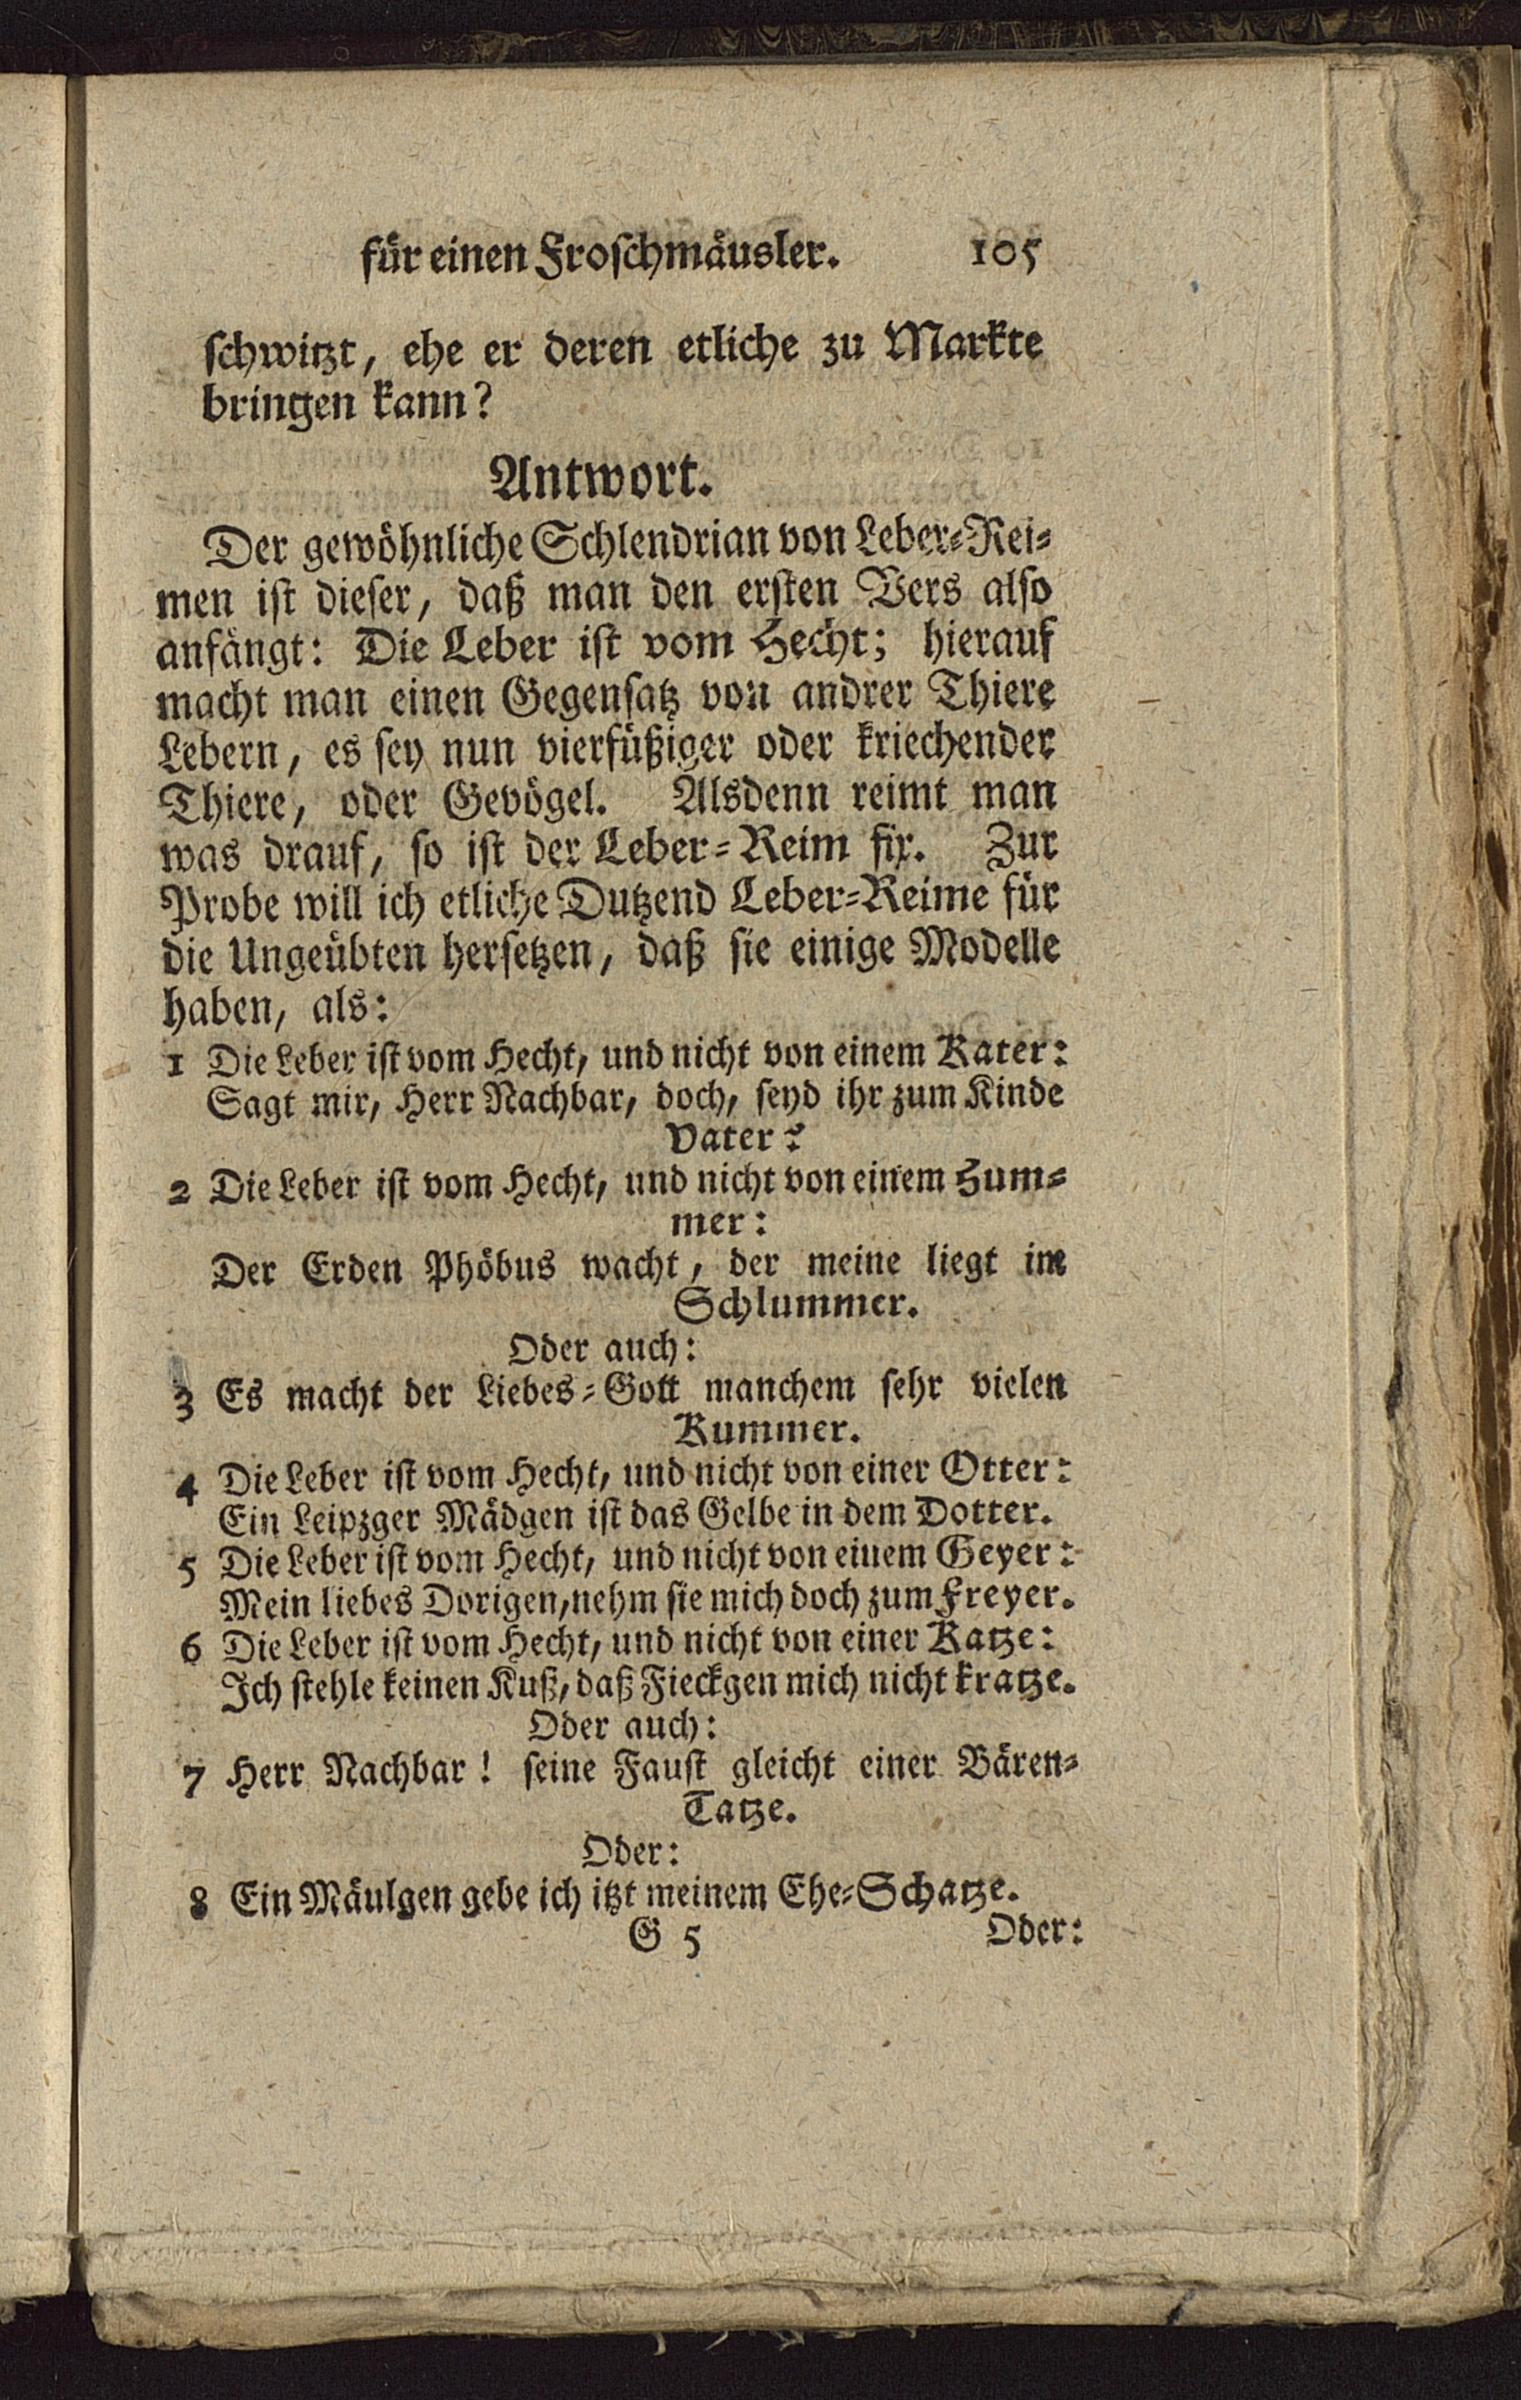 für einen Froschmäusler. 105
schwitzt, ehe er deren etliche zu Markte
bringen kann?
Antwort.
Der gewöhnliche Schlendrian von Leber-Rei-
men ist dieser, daß man den ersten Vers also
anfängt: Die Leber ist vom Hecht; hierauf
macht man einen Gegensatz von andrer Thiere
Lebern, es sey nun vierfüßiger oder kriechender
Thiere, oder Gevögel. Alsdenn reimt man
was drauf, so ist der Leber-Reim fix. Zur
Probe will ich etliche Dutzend Leber-Reime für
die Ungeübten hersetzen, daß sie einige Modelle
haben, als:
1 Die Leber ist vom Hecht, und nicht von einem Kater:
Sagt mir, Herr Nachbar, doch, seyd ihr zum Kinde
Vater?
2 Die Leber ist vom Hecht, und nicht von einem Hum-
mer:
Der Erden Phöbus wacht, der meine liegt im
Schlummer.
Oder auch:
3 Es macht der Liebes-Gott manchem sehr vielen
Kummer.
4 Die Leber ist vom Hecht, und nicht von einer Otter:
Ein Leipzger Mädgen ist das Gelbe in dem Dotter.
5 Die Leber ist vom Hecht, und nicht von einem Geyer:
Mein liebes Dorigen, nehm sie mich doch zum Freyer.
6 Die Leber ist vom Hecht, und nicht von einer Katze:
Ich stehle keinen Kuß, daß Fieckgen mich nicht kratze.
Oder auch:
7 Herr Nachbar! seine Faust gleicht einer Bären-
Tatze.
Oder:
8 Ein Mäulgen gebe ich itzt meinem Ehe-Schatze.
G 5 Oder: